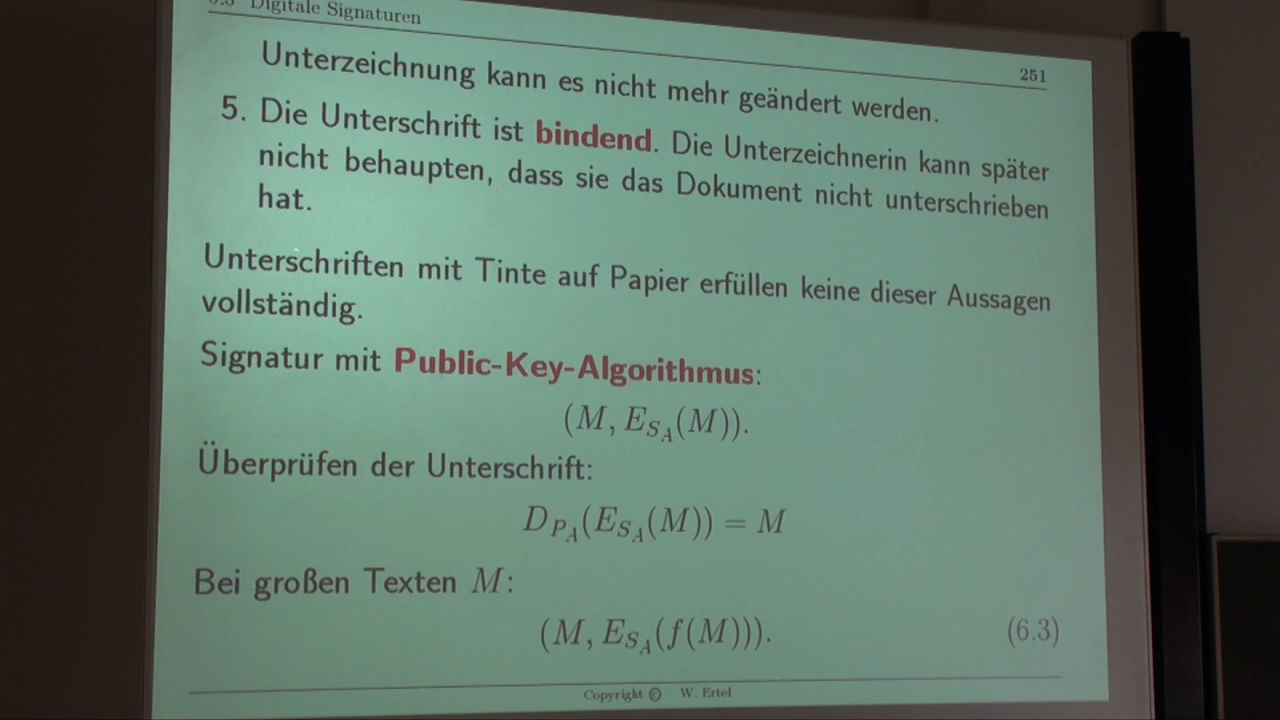 6.3 Digitale Signaturen
251
Unterzeichnung kann es nicht mehr geändert werden.
5. Die Unterschrift ist bindend. Die Unterzeichnerin kann später
nicht behaupten, dass sie das Dokument nicht unterschrieben
hat.
Unterschriften mit Tinte auf Papier erfüllen keine dieser Aussagen
vollständig.
Signatur mit Public-Key-Algorithmus:
(M, E_{S_A}(M)).
Überprüfen der Unterschrift:
D_{P_A}(E_{S_A}(M)) = M
Bei großen Texten M:
(M, E_{S_A}(f(M))). (6.3)
Copyright © W. Ertel